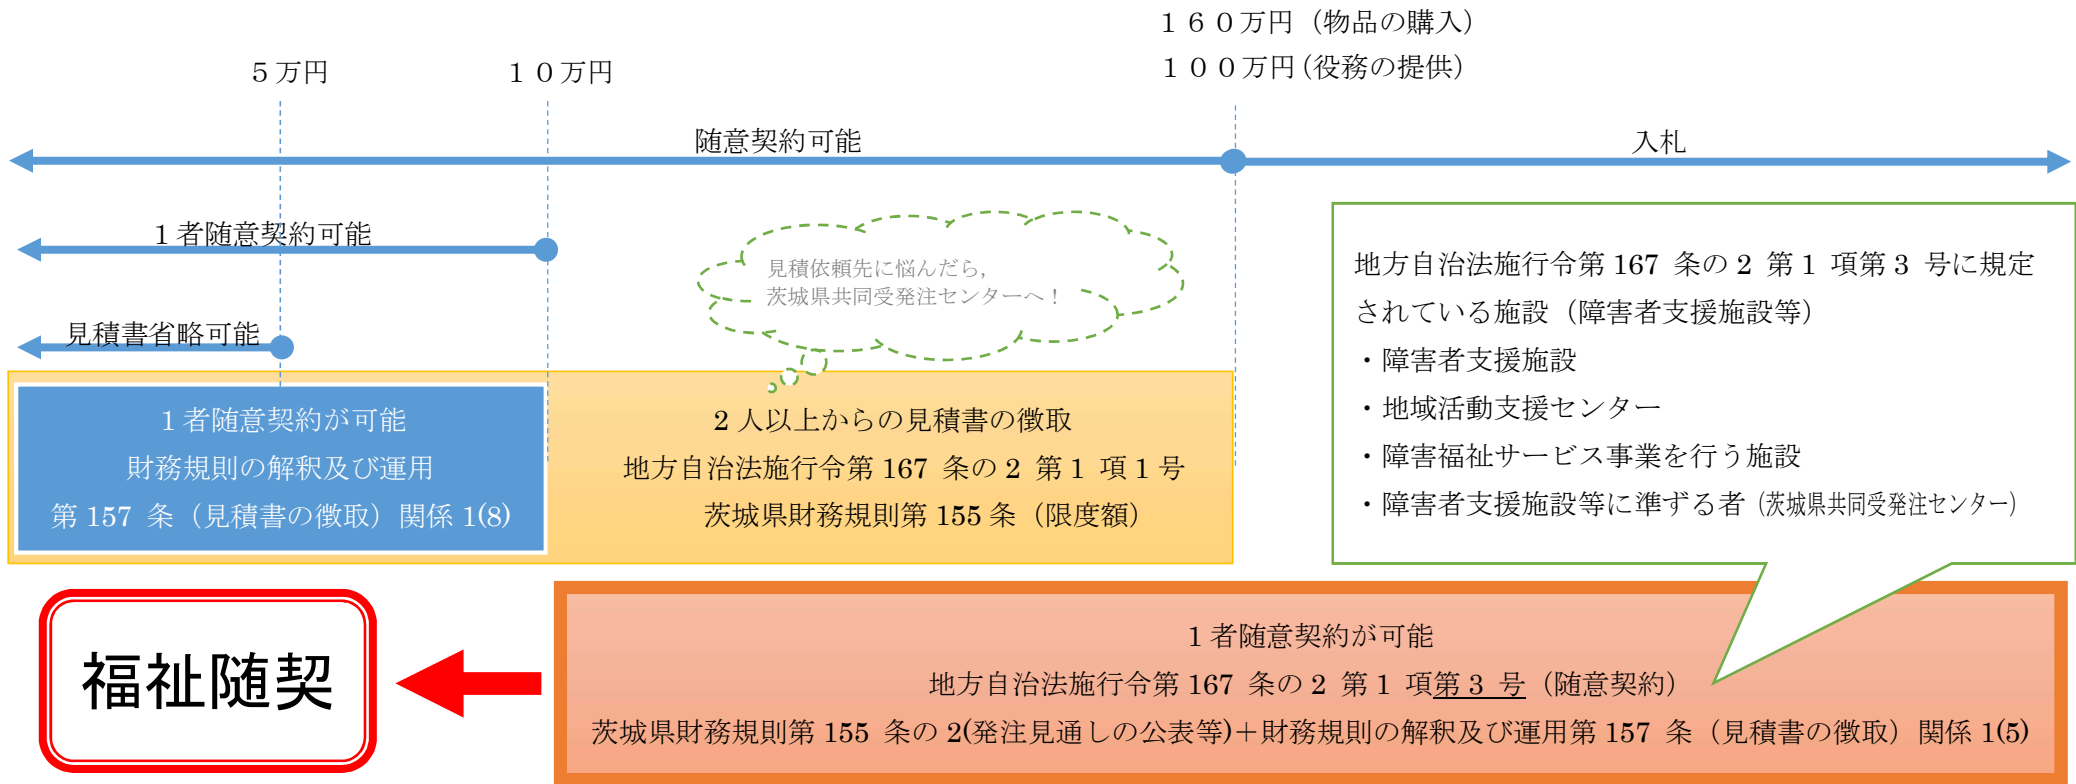 １６０万円（物品の購入）
１００万円（役務の提供）
５万円
１０万円
随意契約可能
入札
１者随意契約可能
見積依頼先に悩んだら，
茨城県共同受発注センターへ！
見積書省略可能
１者随意契約が可能
財務規則の解釈及び運用
第 157 条（見積書の徴取）関係 1(8)
2 人以上からの見積書の徴取
地方自治法施行令第 167 条の 2 第 1 項 1 号
茨城県財務規則第 155 条（限度額）
地方自治法施行令第 167 条の 2 第 1 項第 3 号に規定
されている施設（障害者支援施設等）
・障害者支援施設
・地域活動支援センター
・障害福祉サービス事業を行う施設
・障害者支援施設等に準ずる者（茨城県共同受発注センター）
福祉随契
１者随意契約が可能
地方自治法施行令第 167 条の 2 第 1 項第 3 号（随意契約）
茨城県財務規則第 155 条の 2(発注見通しの公表等)＋財務規則の解釈及び運用第 157 条（見積書の徴取）関係 1(5)